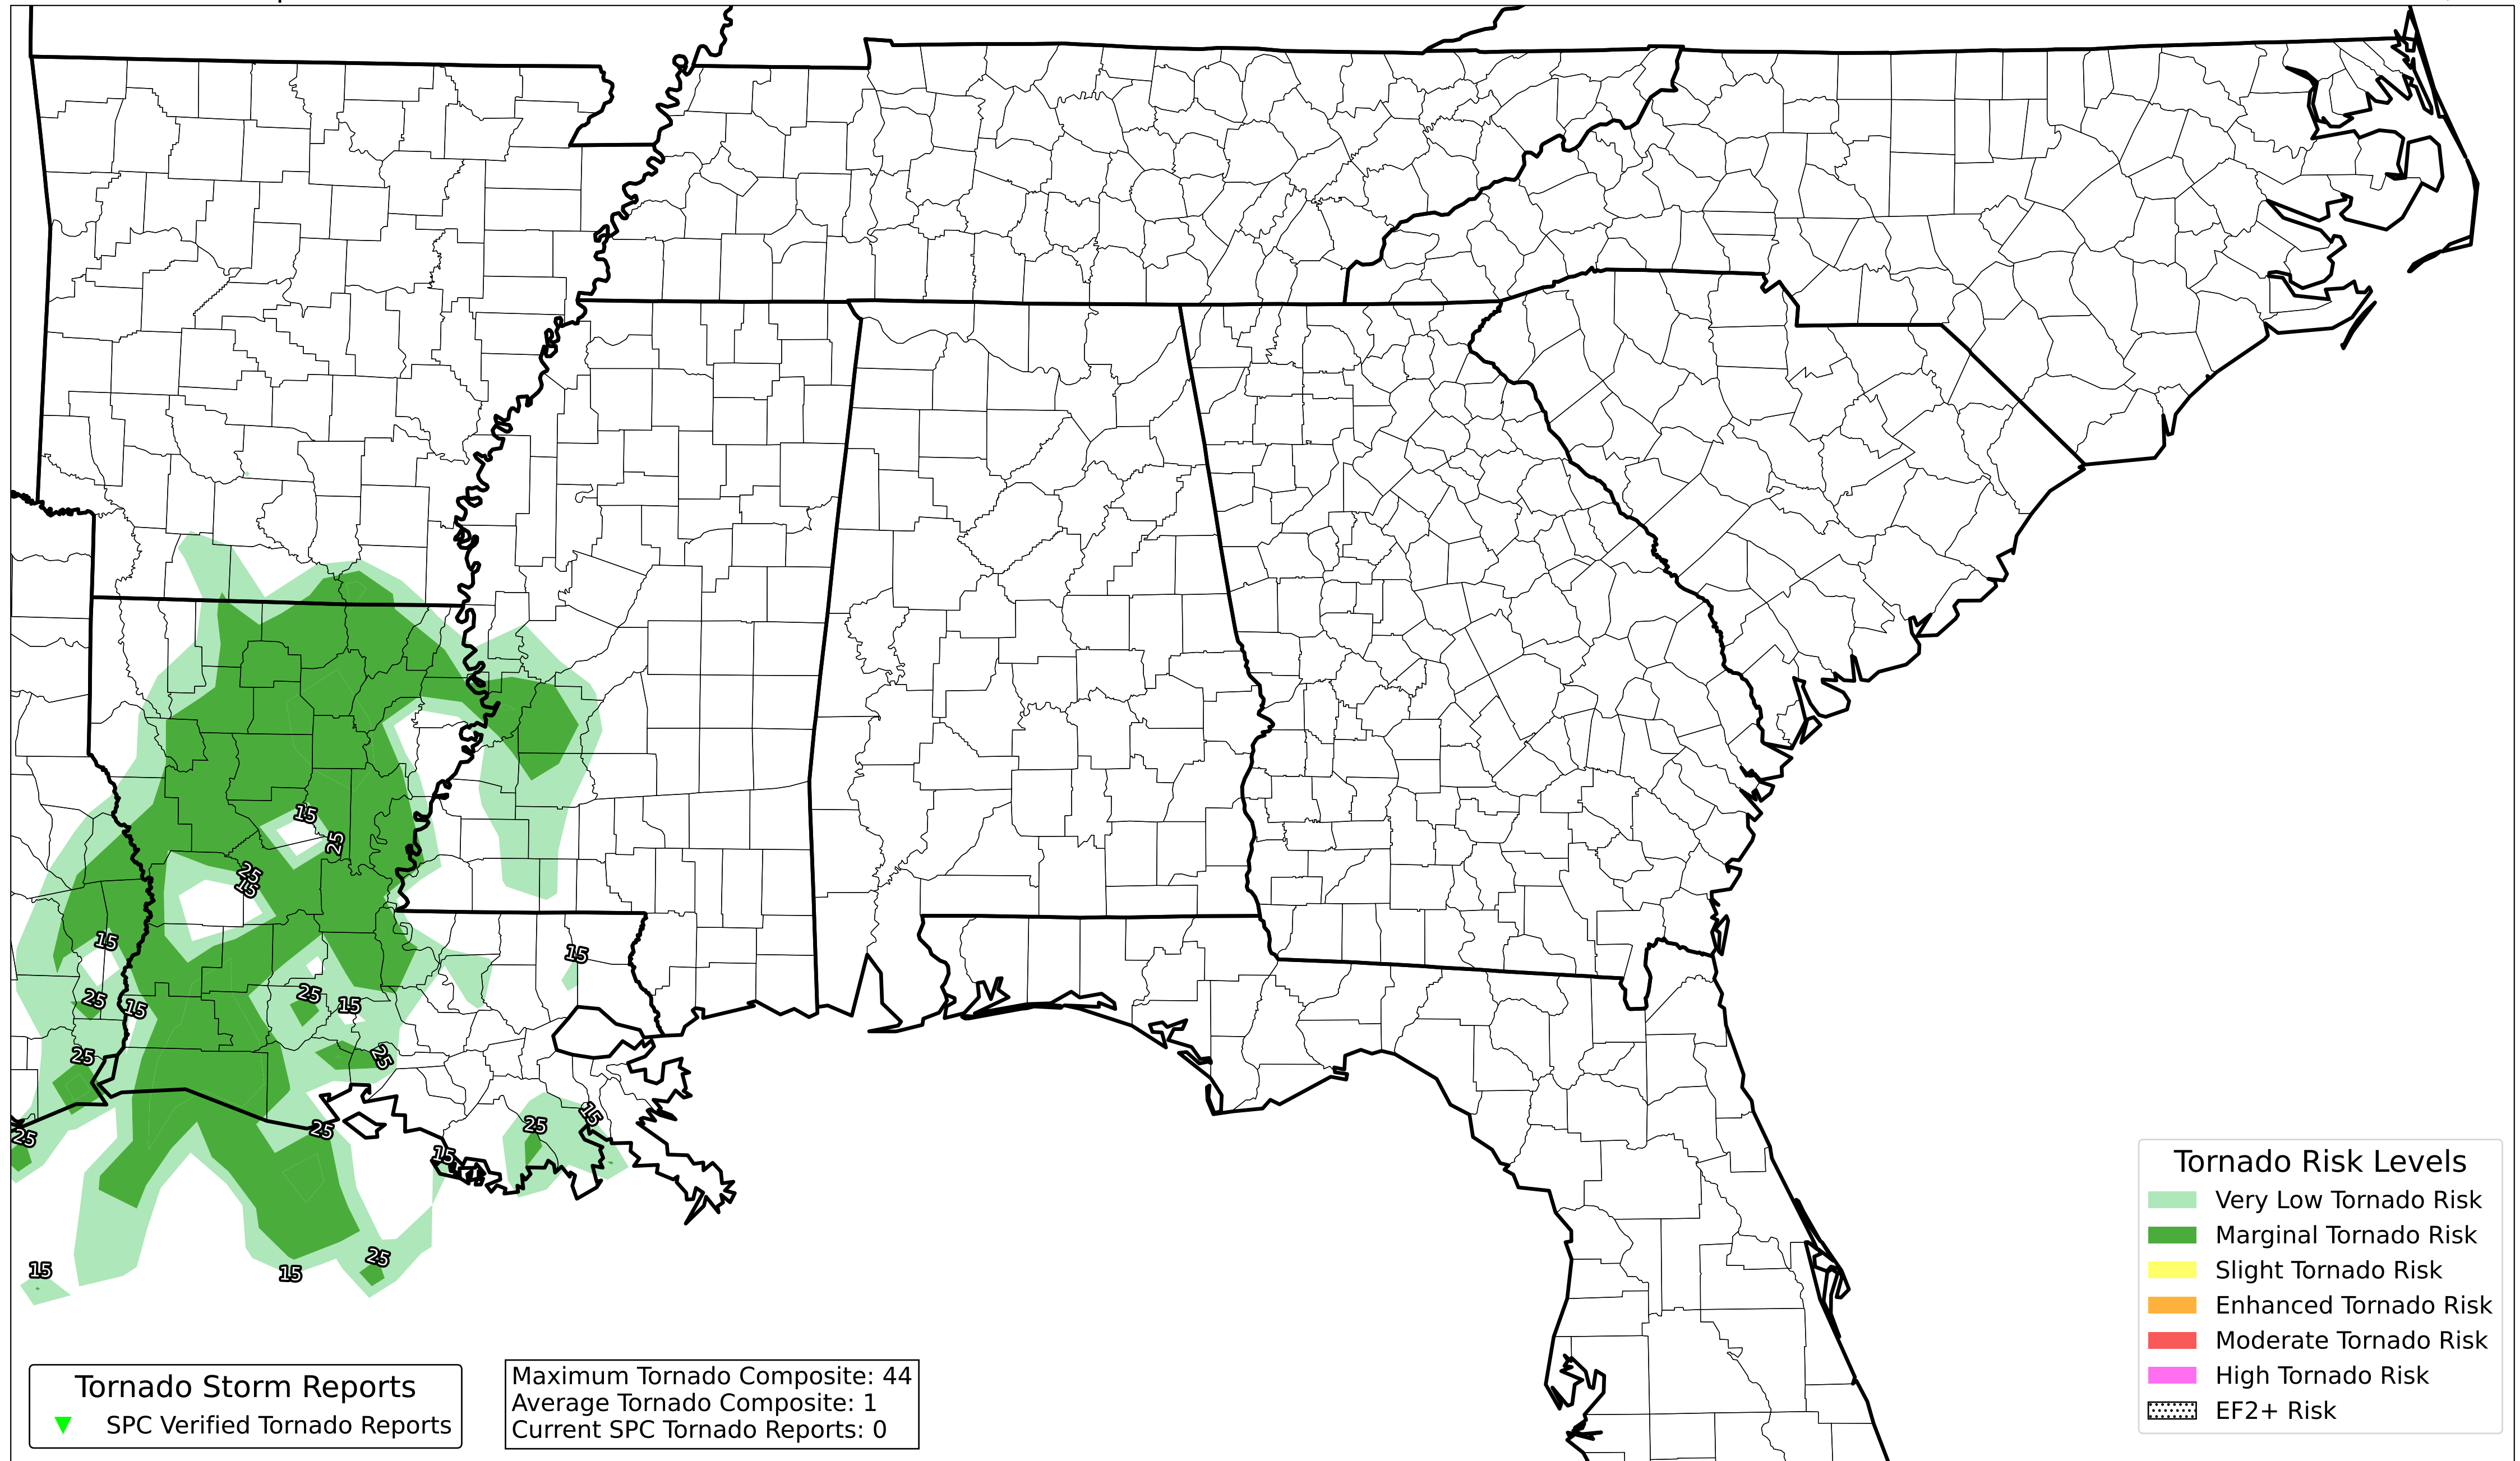 15
25
25
15
15
15
25
25
15
15
25
25
25
25
15
25
25
15
15
25
15
Tornado Risk Levels
Very Low Tornado Risk
Marginal Tornado Risk
Slight Tornado Risk
Enhanced Tornado Risk
Moderate Tornado Risk
High Tornado Risk
EF2+ Risk
Tornado Storm Reports
SPC Verified Tornado Reports
Maximum Tornado Composite: 44
Average Tornado Composite: 1
Current SPC Tornado Reports: 0